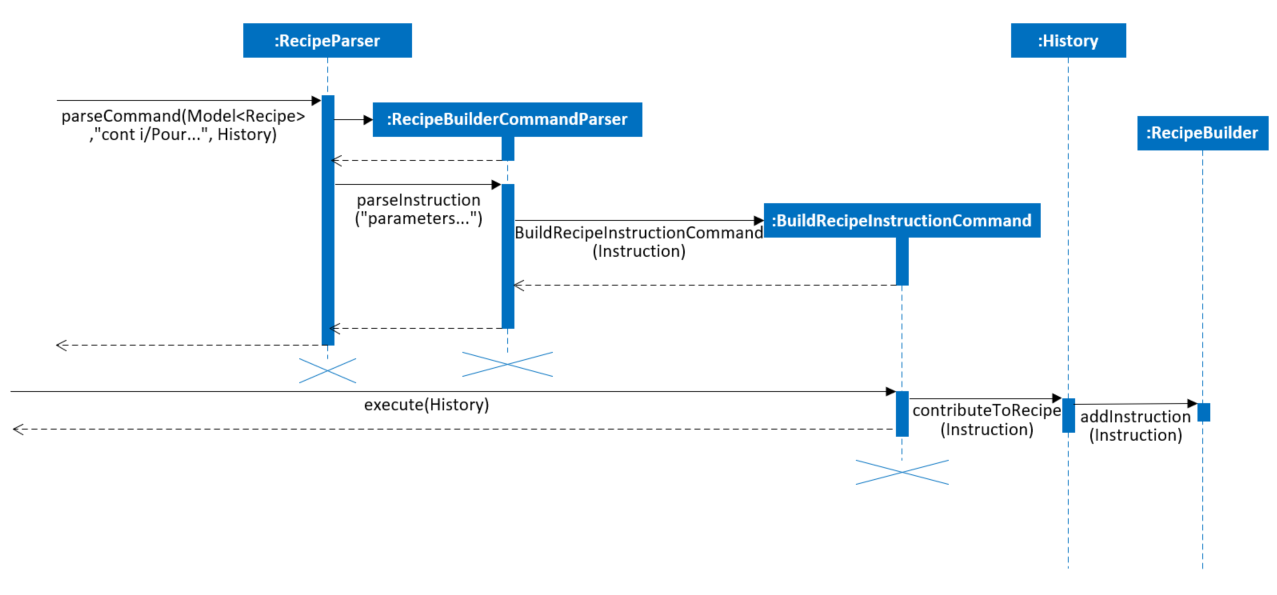 :RecipeParser
:History
parseCommand(Model<Recipe>
,"cont i/Pour...", History)
:RecipeBuilderCommandParser
:RecipeBuilder
parseInstruction
("parameters...")
:BuildRecipeInstructionCommand
BuildRecipeInstructionCommand
(Instruction)
execute(History)
contributeToRecipe
(Instruction)
addInstruction
(Instruction)